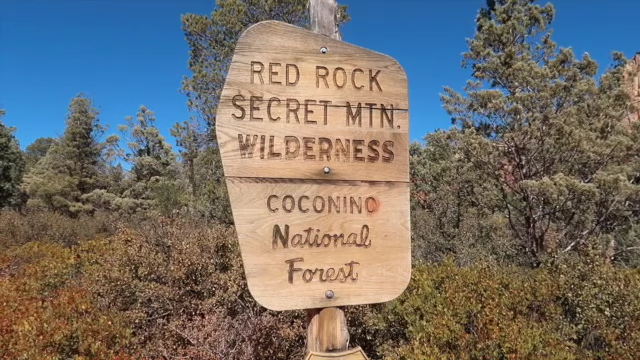 RED ROCK
SECRET MTN.
WILDERNESS
COCONINO
National
Forest